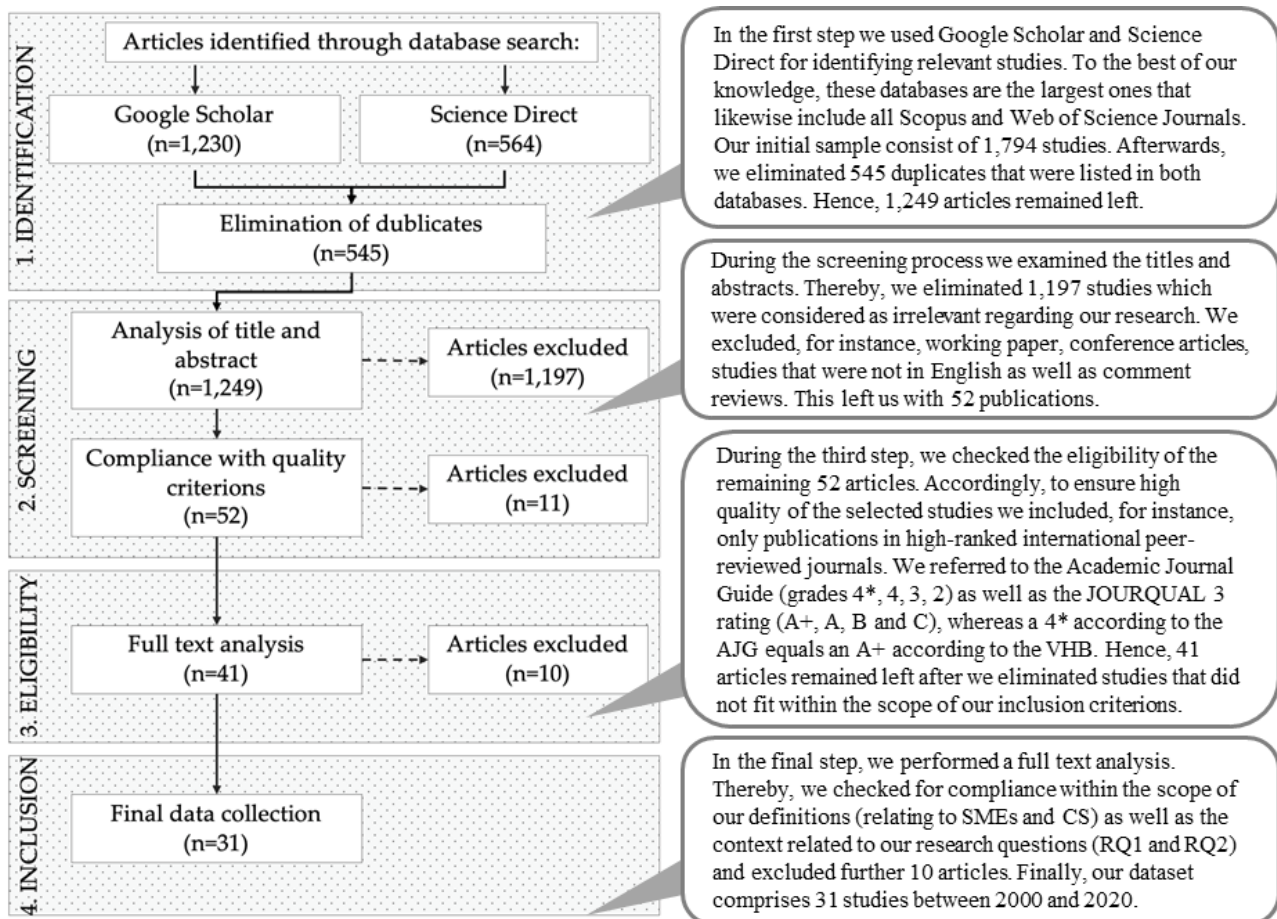 1. IDENTIFICATION
Articles identified through database search:
Google Scholar
(n=1,230)
Science Direct
(n=564)
Elimination of dublicates
(n=545)
In the first step we used Google Scholar and Science
Direct for identifying relevant studies. To the best of our
knowledge, these databases are the largest ones that
likewise include all Scopus and Web of Science Journals.
Our initial sample consist of 1,794 studies. Afterwards,
we eliminated 545 duplicates that were listed in both
databases. Hence, 1,249 articles remained left.
2. SCREENING
Analysis of title and
abstract
(n=1,249)
Articles excluded
(n=1,197)
Compliance with quality
criterions
(n=52)
Articles excluded
(n=11)
During the screening process we examined the titles and
abstracts. Thereby, we eliminated 1,197 studies which
were considered as irrelevant regarding our research. We
excluded, for instance, working paper, conference articles,
studies that were not in English as well as comment
reviews. This left us with 52 publications.
3. ELIGIBILITY
Full text analysis
(n=41)
Articles excluded
(n=10)
During the third step, we checked the eligibility of the
remaining 52 articles. Accordingly, to ensure high
quality of the selected studies we included, for instance,
only publications in high-ranked international peer-
reviewed journals. We referred to the Academic Journal
Guide (grades 4*, 4, 3, 2) as well as the JOURQUAL 3
rating (A+, A, B and C), whereas a 4* according to the
AJG equals an A+ according to the VHB. Hence, 41
articles remained left after we eliminated studies that did
not fit within the scope of our inclusion criterions.
4. INCLUSION
Final data collection
(n=31)
In the final step, we performed a full text analysis.
Thereby, we checked for compliance within the scope of
our definitions (relating to SMEs and CS) as well as the
context related to our research questions (RQ1 and RQ2)
and excluded further 10 articles. Finally, our dataset
comprises 31 studies between 2000 and 2020.